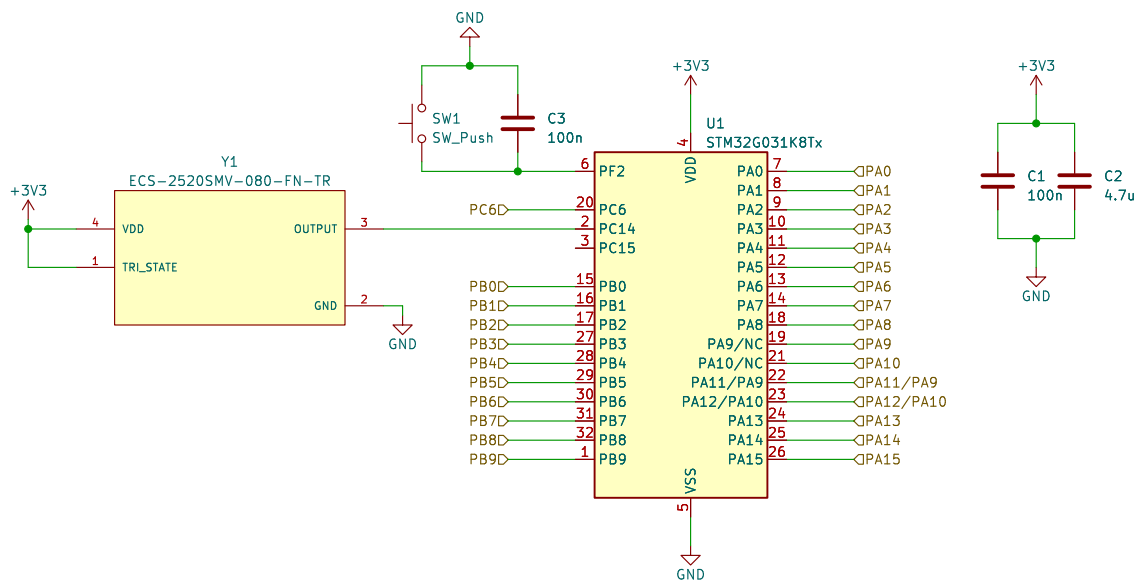 GND
+3V3
+3V3
SW1
SW_Push
C3
100n
U1
STM32G031K8Tx
Y1
ECS-2520SMV-080-FN-TR
+3V3
4 VDD
1 TRI_STATE
OUTPUT 3
GND 2
GND
4
VDD
6 PF2
PC6 20 PC6
2 PC14
3 PC15
PB0 15 PB0
PB1 16 PB1
PB2 17 PB2
PB3 27 PB3
PB4 28 PB4
PB5 29 PB5
PB6 30 PB6
PB7 31 PB7
PB8 32 PB8
PB9 1 PB9
PA0 7 PA0
PA1 8 PA1
PA2 9 PA2
PA3 10 PA3
PA4 11 PA4
PA5 12 PA5
PA6 13 PA6
PA7 14 PA7
PA8 18 PA8
PA9/NC 19 PA9
PA10/NC 21 PA10
PA11/PA9 22 PA11/PA9
PA12/PA10 23 PA12/PA10
PA13 24 PA13
PA14 25 PA14
PA15 26 PA15
VSS
5
GND
C1
100n
C2
4.7u
GND